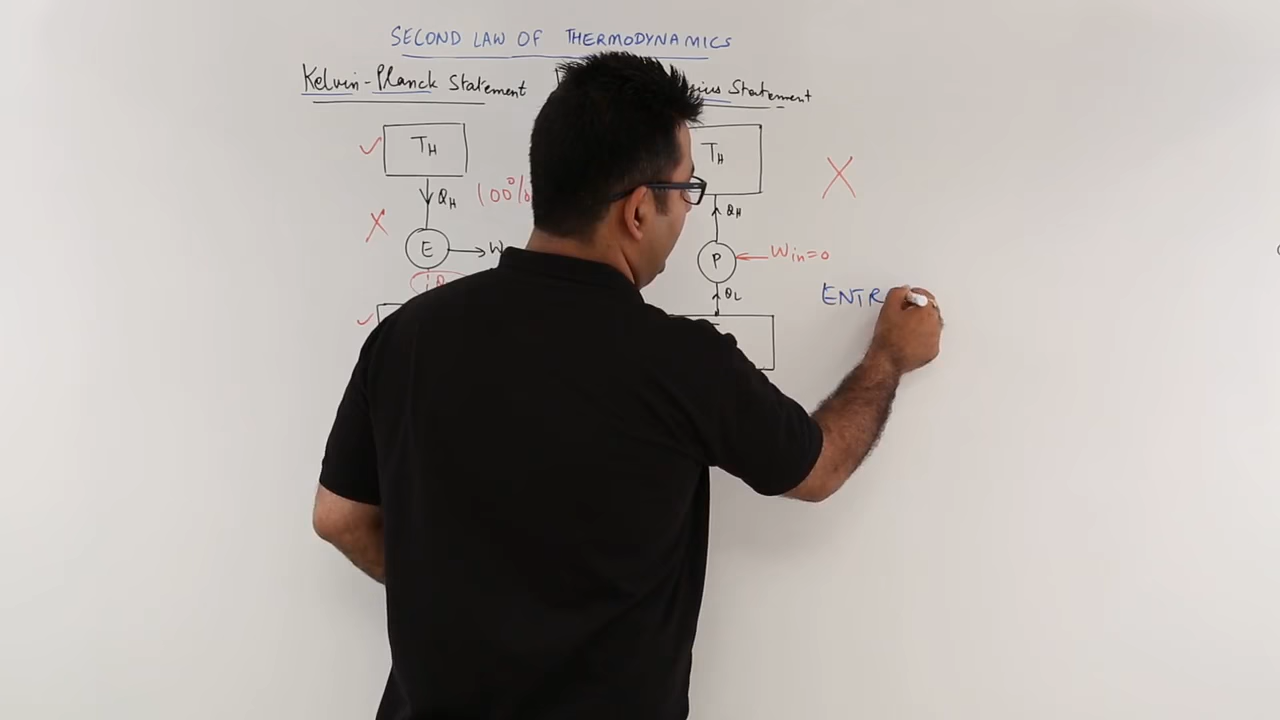 SECOND LAW OF THERMODYNAMICS
Kelvin-Planck Statement
Statement
TH
TH
QH
100%
QH
E
W
P
Win=0
QL
ENTR